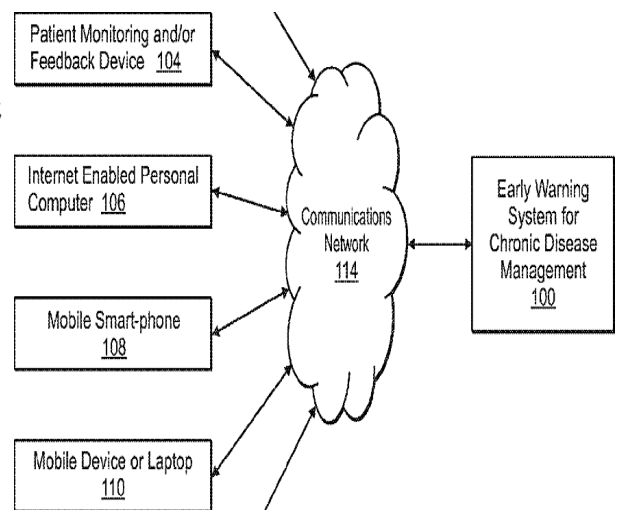 Patient Monitoring and/or
Feedback Device 104
Internet Enabled Personal
Computer 106
Mobile Smart-phone
108
Mobile Device or Laptop
110
Communications
Network
114
Early Warning
System for
Chronic Disease
Management
100